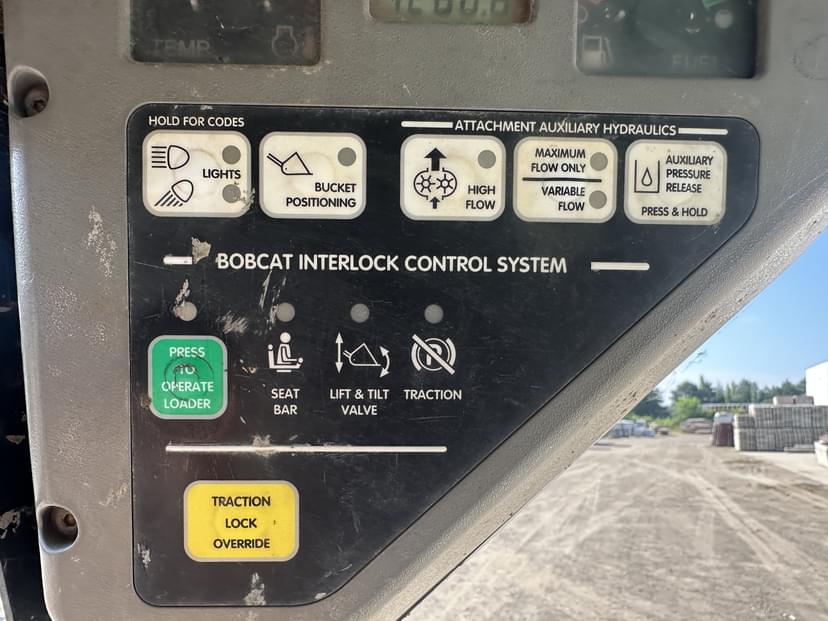 TEMP
FUEL
HOLD FOR CODES
LIGHTS
BUCKET
POSITIONING
ATTACHMENT AUXILIARY HYDRAULICS
HIGH
FLOW
MAXIMUM
FLOW ONLY
VARIABLE
FLOW
AUXILIARY
PRESSURE
RELEASE
PRESS & HOLD
BOBCAT INTERLOCK CONTROL SYSTEM
PRESS
TO
OPERATE
LOADER
SEAT
BAR
LIFT & TILT
VALVE
TRACTION
TRACTION
LOCK
OVERRIDE